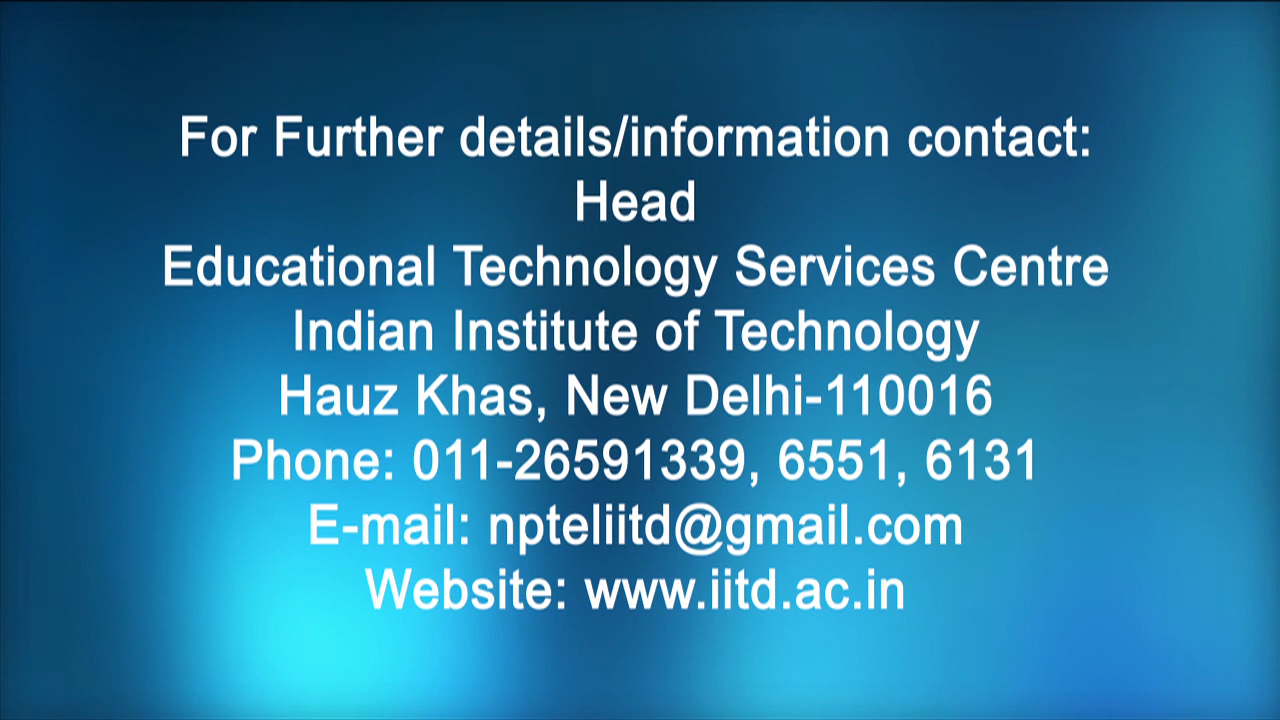 For Further details/information contact:
Head
Educational Technology Services Centre
Indian Institute of Technology
Hauz Khas, New Delhi-110016
Phone: 011-26591339, 6551, 6131
E-mail: npteliitd@gmail.com
Website: www.iitd.ac.in